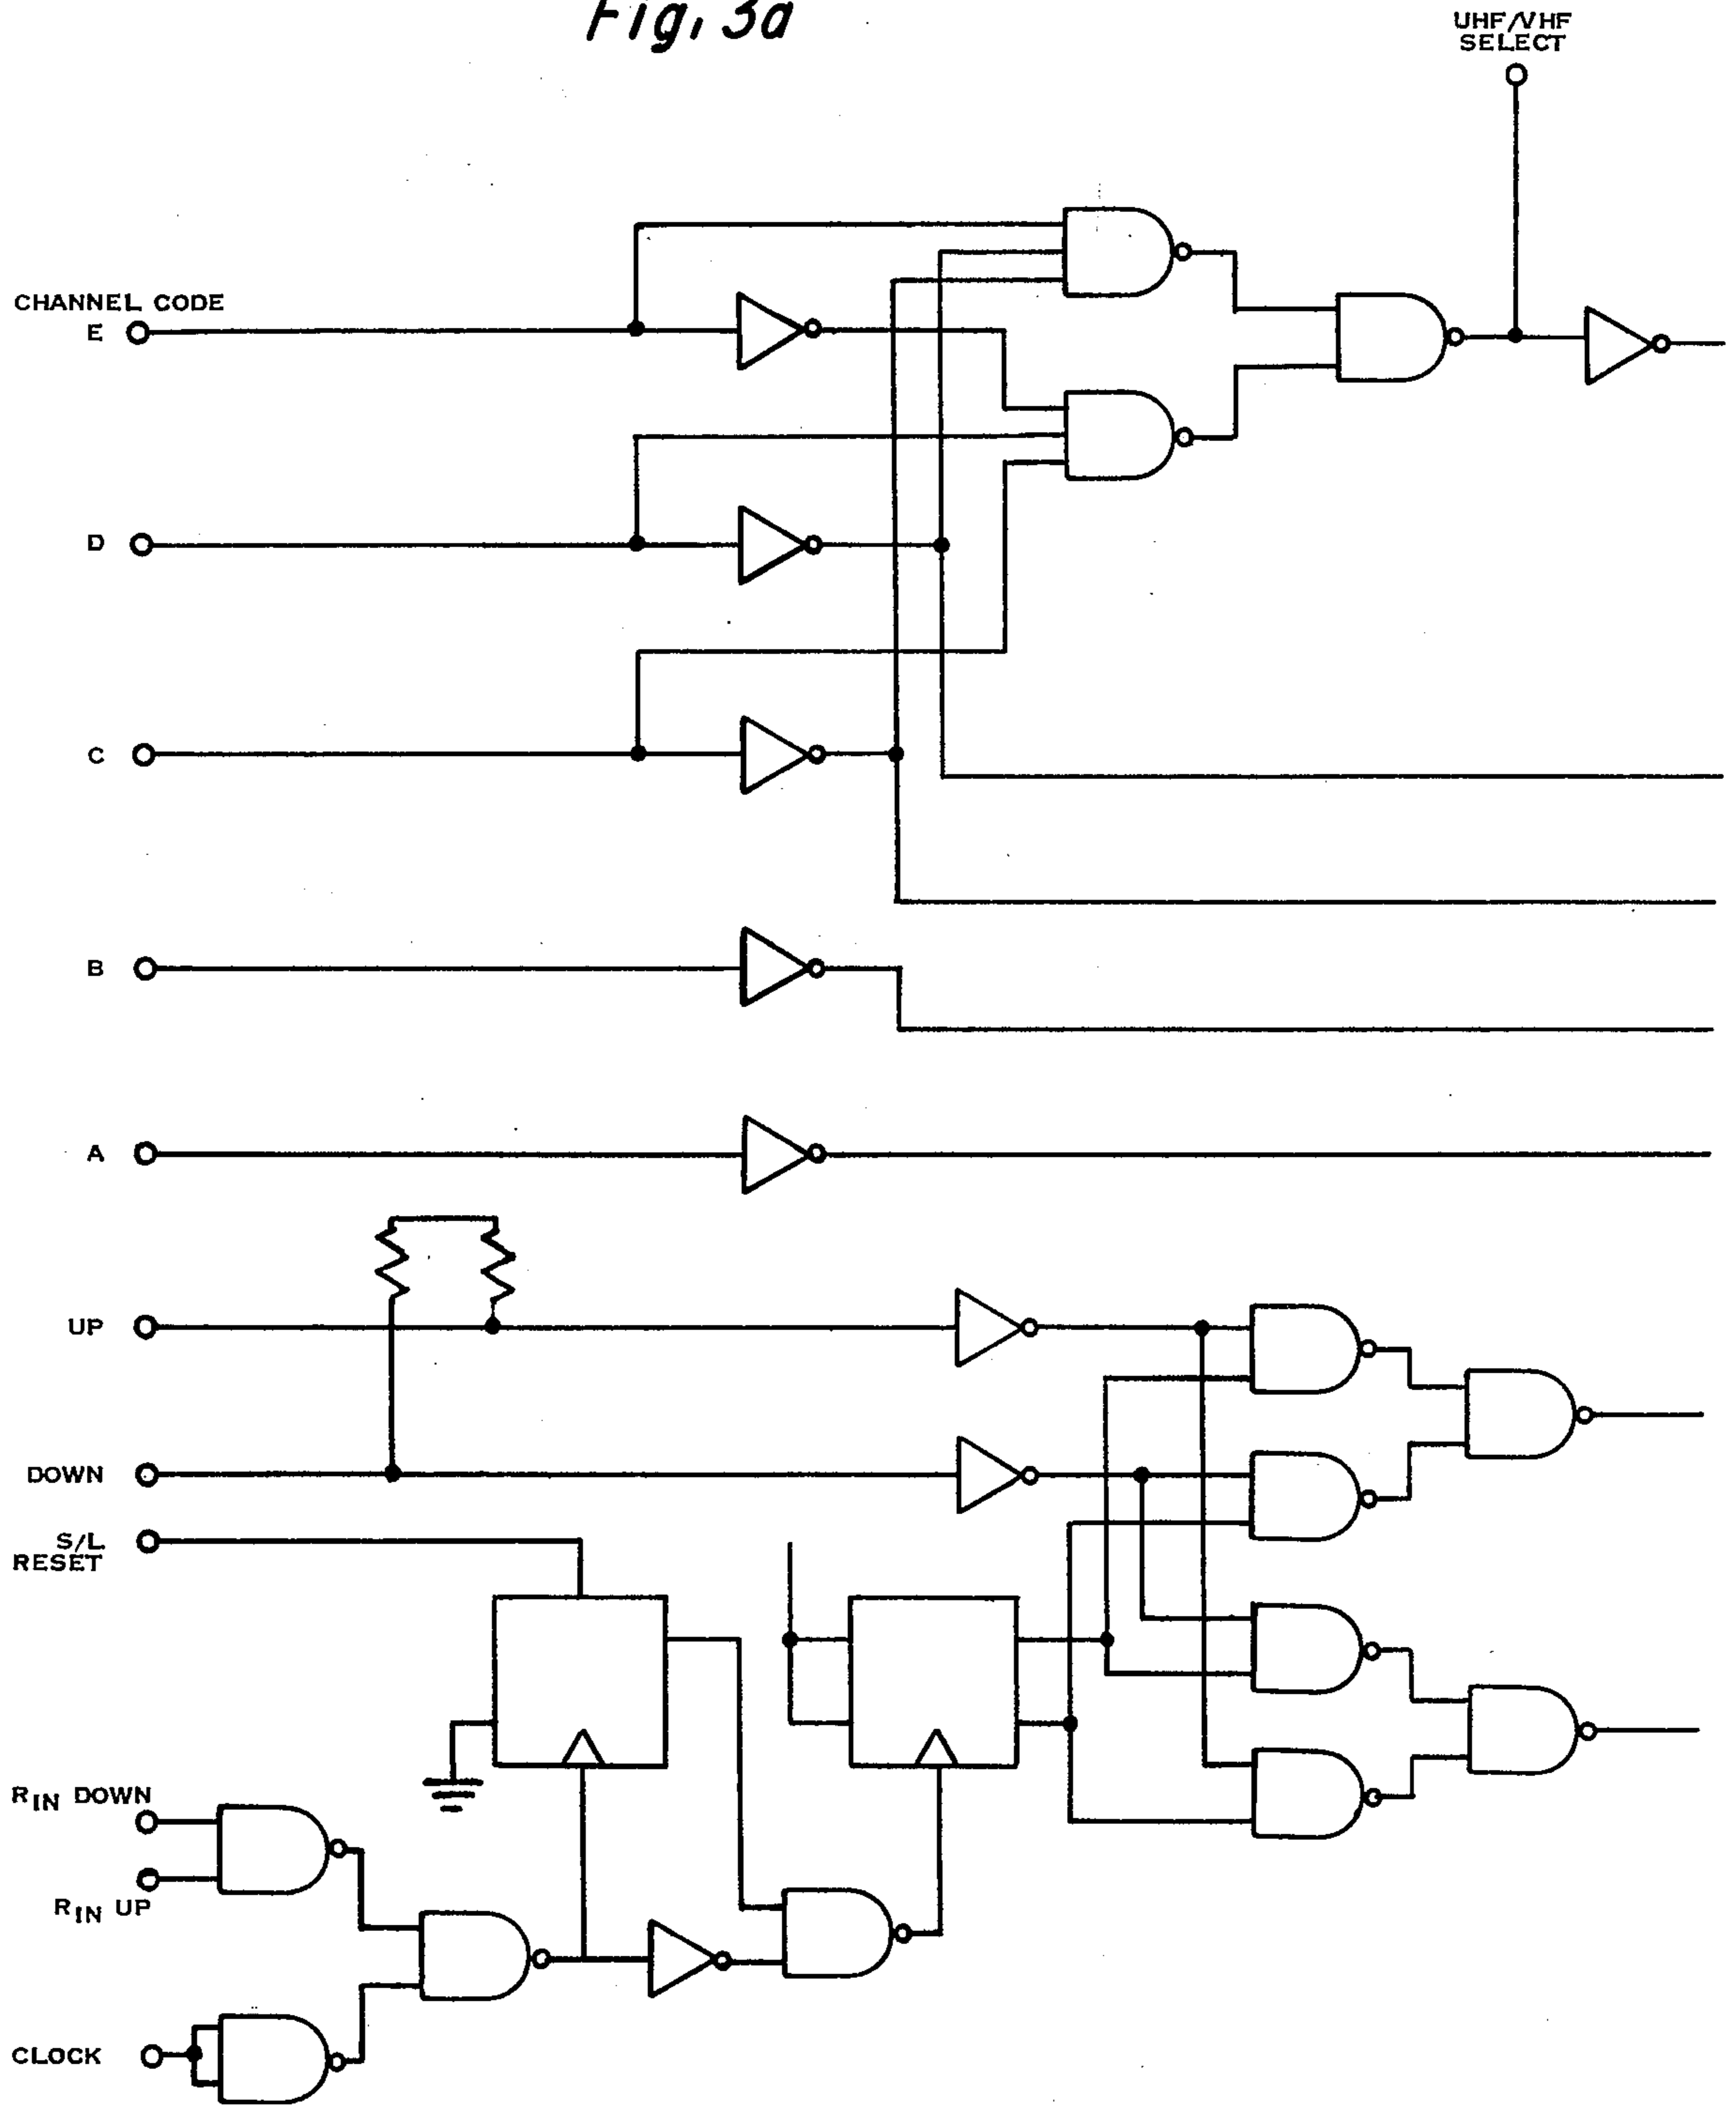 Fig. 3a
UHF/VHF
SELECT
CHANNEL CODE
E
D
C
B
A
UP
DOWN
S/L
RESET
RIN DOWN
RIN UP
CLOCK